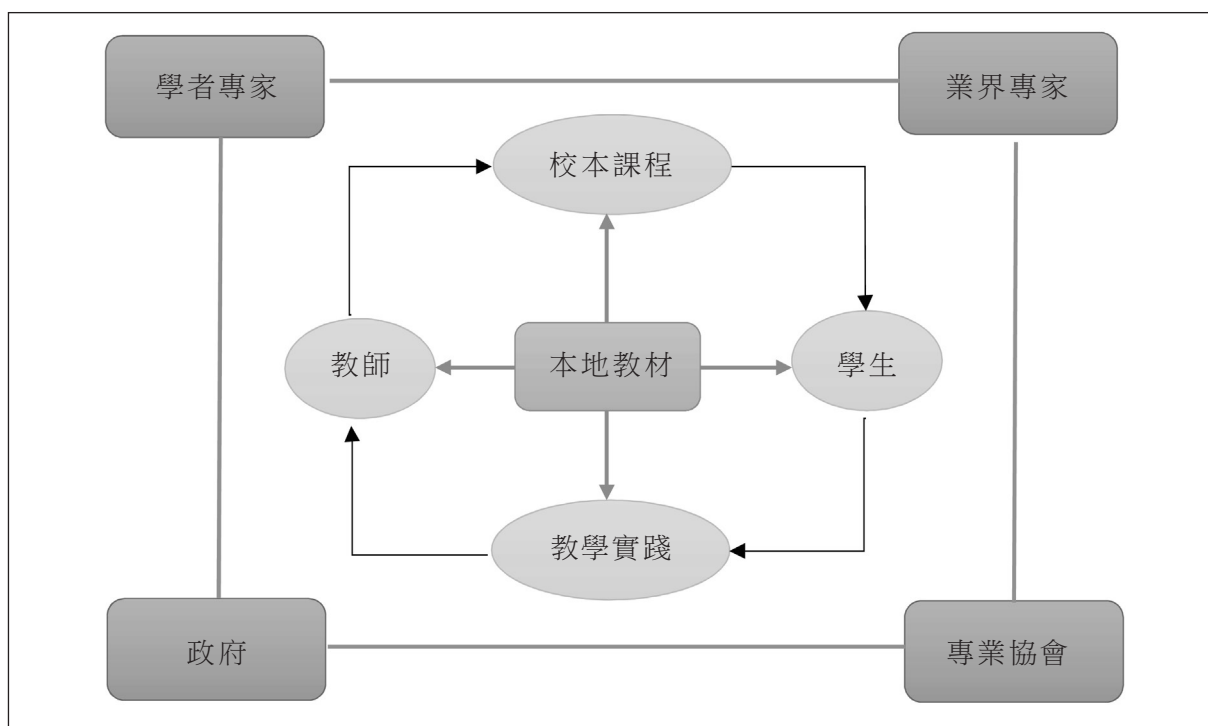 學者專家
業界專家
校本課程
教師
本地教材
學生
教學實踐
政府
專業協會